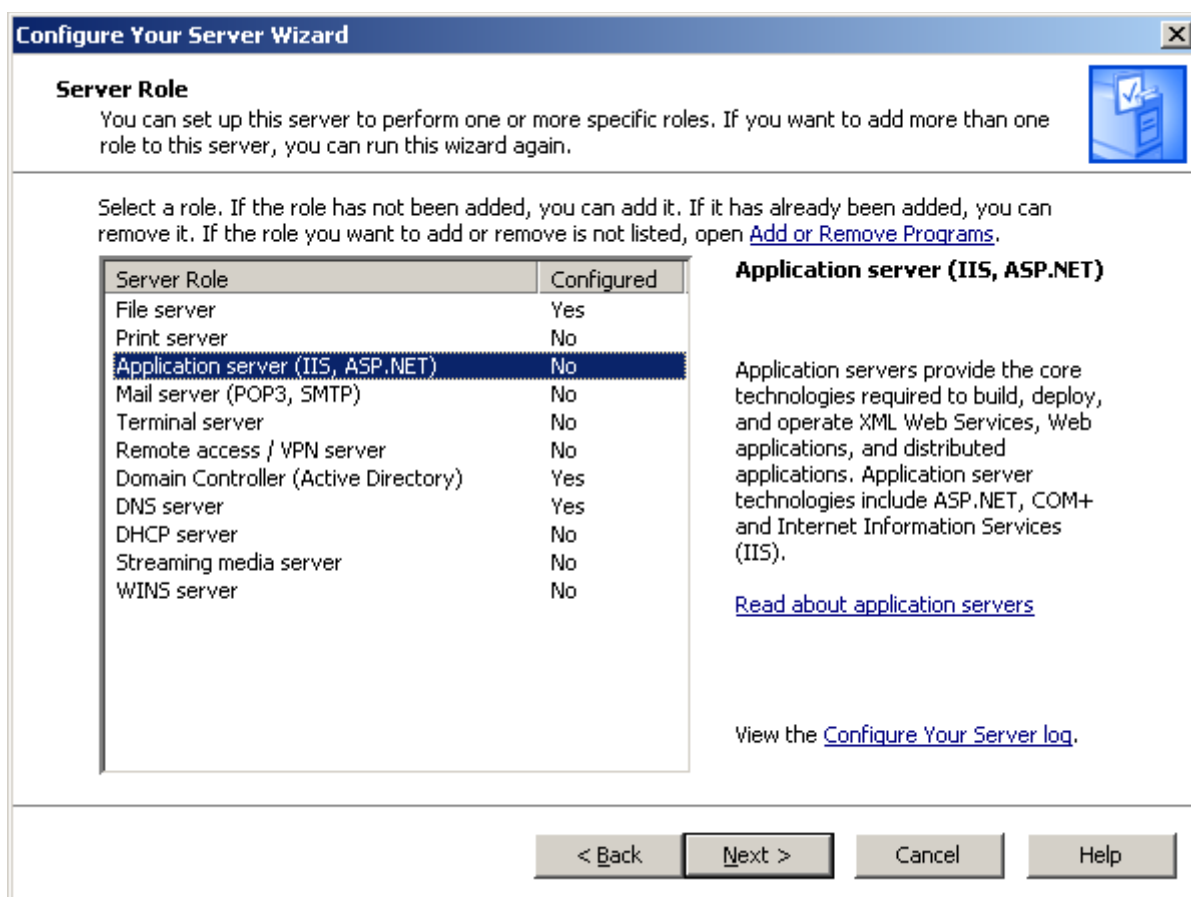 Configure Your Server Wizard
Server Role
You can set up this server to perform one or more specific roles. If you want to add more than one
role to this server, you can run this wizard again.
Select a role. If the role has not been added, you can add it. If it has already been added, you can
remove it. If the role you want to add or remove is not listed, open Add or Remove Programs.
Server Role Configured
File server Yes
Print server No
Application server (IIS, ASP.NET) No
Mail server (POP3, SMTP) No
Terminal server No
Remote access / VPN server No
Domain Controller (Active Directory) Yes
DNS server Yes
DHCP server No
Streaming media server No
WINS server No
Application server (IIS, ASP.NET)
Application servers provide the core
technologies required to build, deploy,
and operate XML Web Services, Web
applications, and distributed
applications. Application server
technologies include ASP.NET, COM+
and Internet Information Services
(IIS).
Read about application servers
View the Configure Your Server log.
< Back Next > Cancel Help